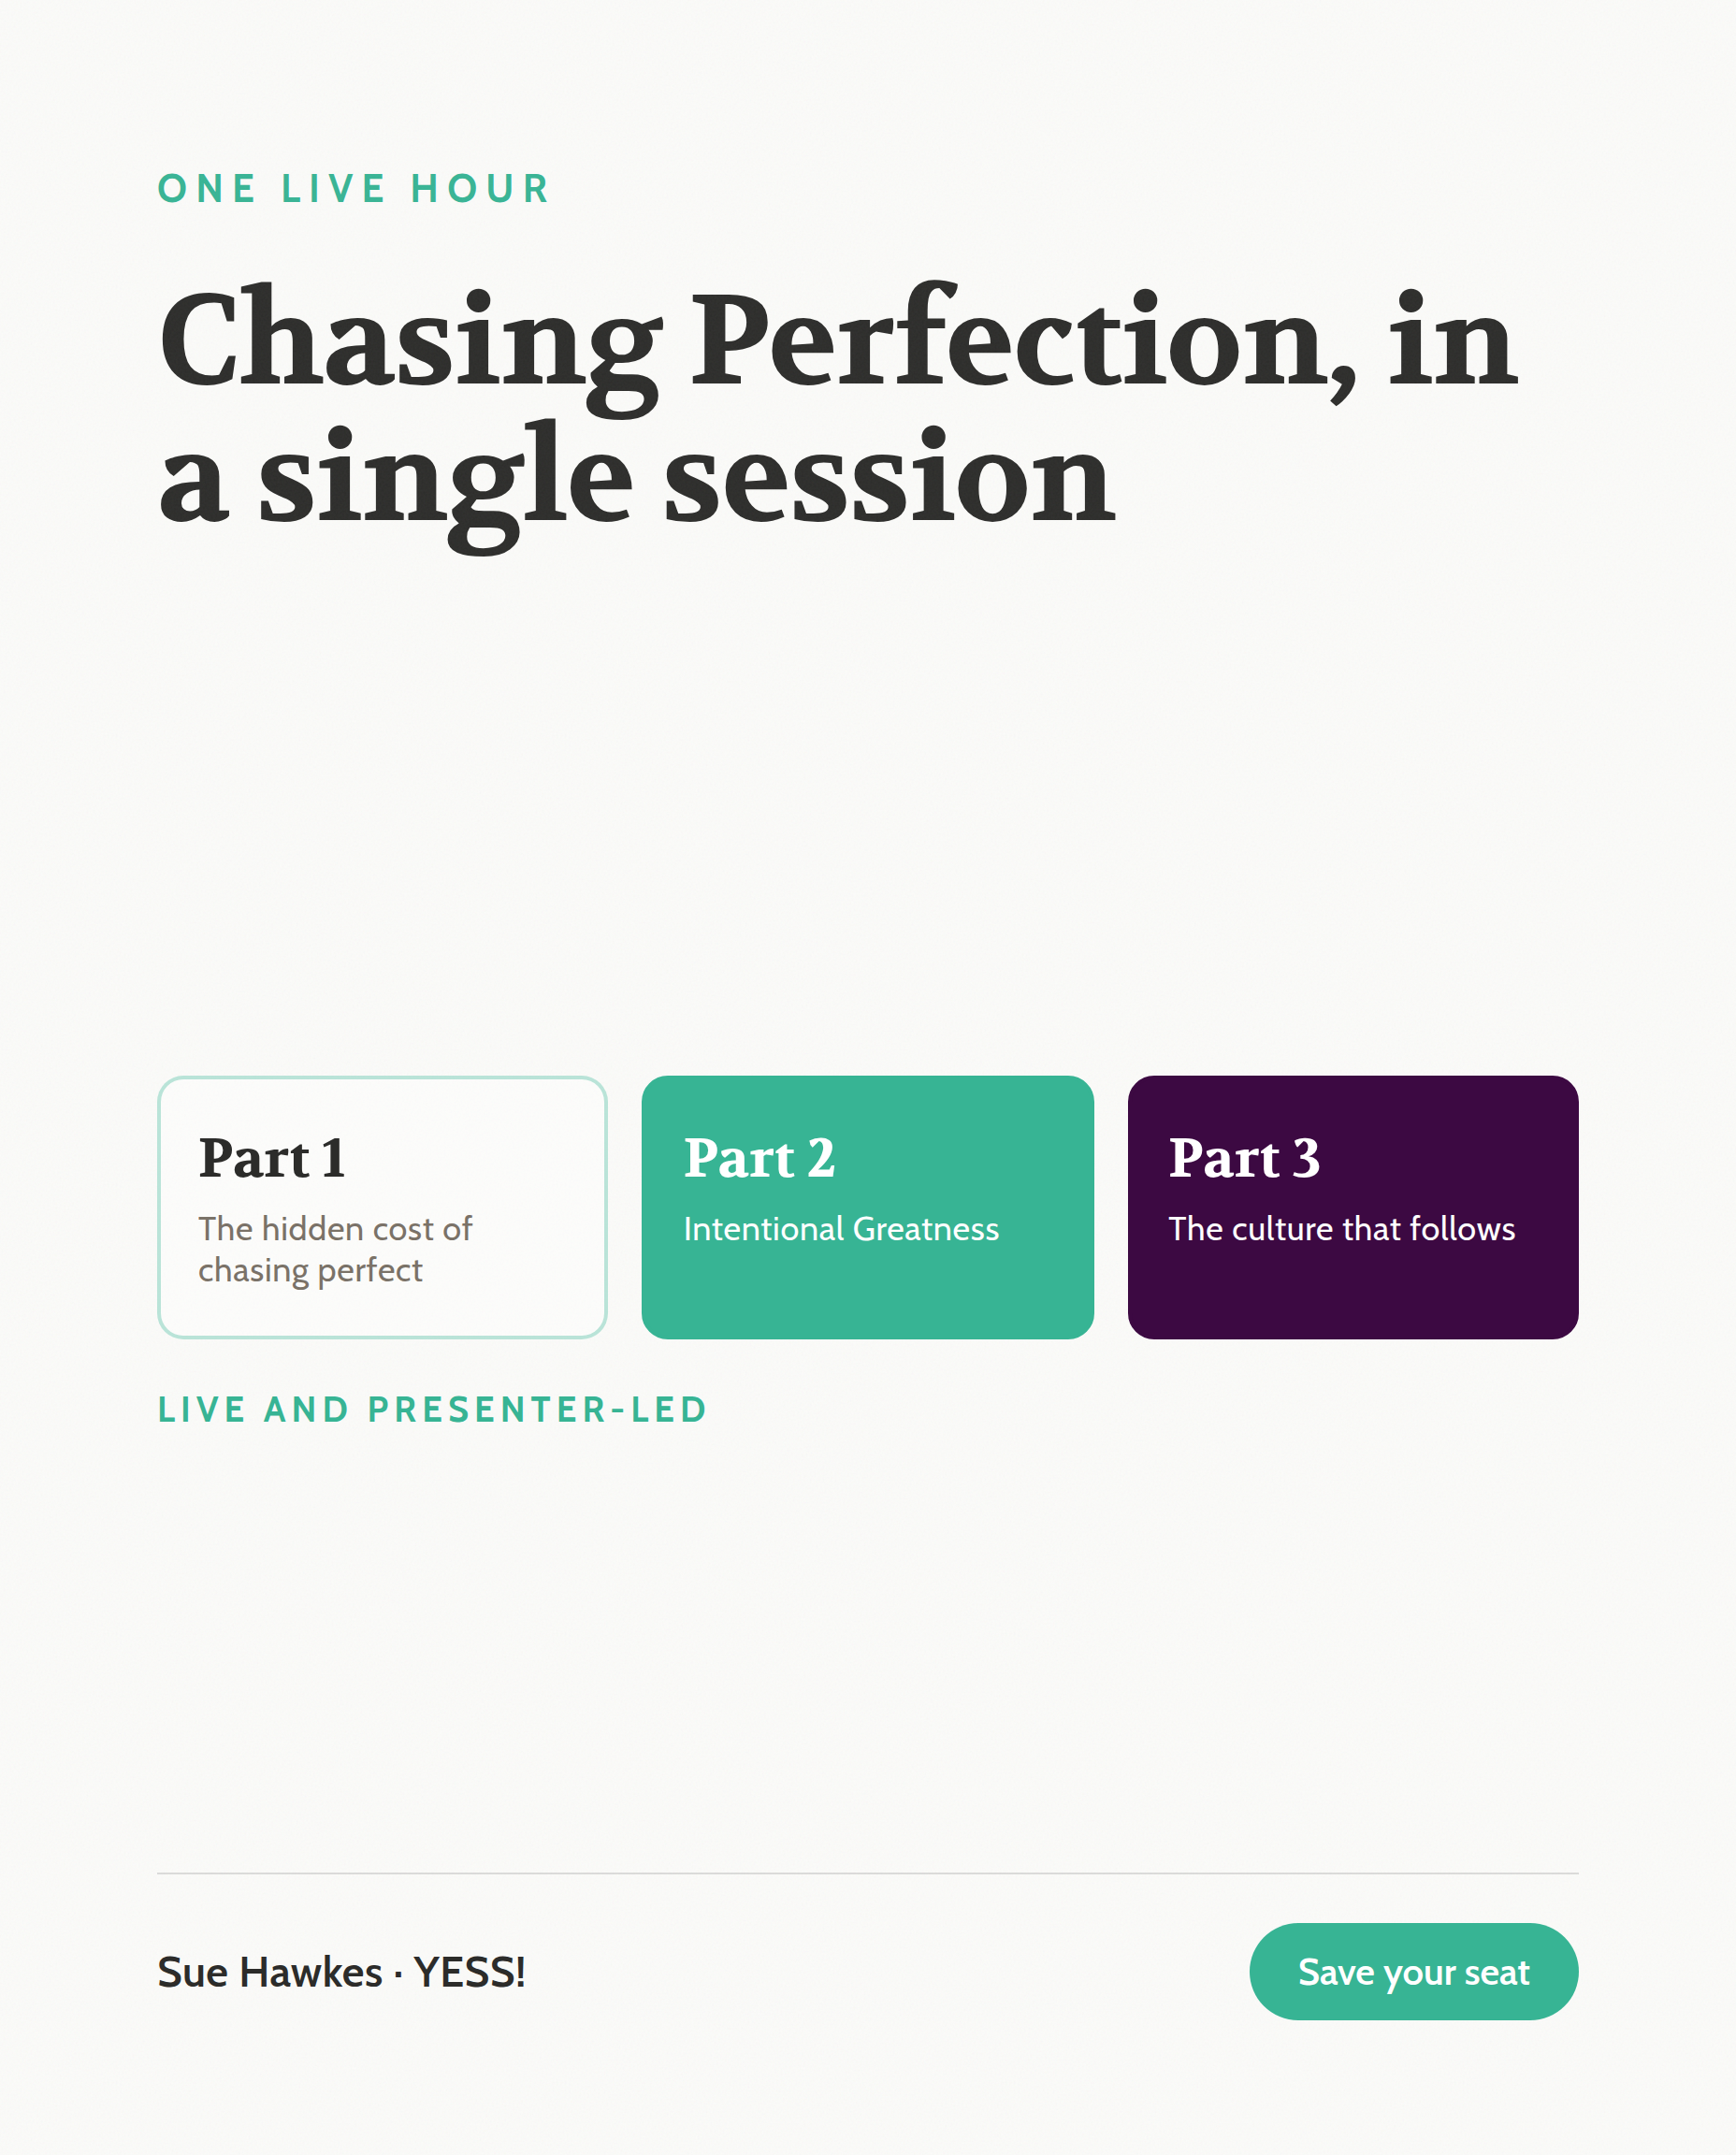 ONE LIVE HOUR
Chasing Perfection, in
a single session
Part 1
The hidden cost of
chasing perfect
Part 2
Intentional Greatness
Part 3
The culture that follows
LIVE AND PRESENTER-LED
Sue Hawkes · YESS!
Save your seat